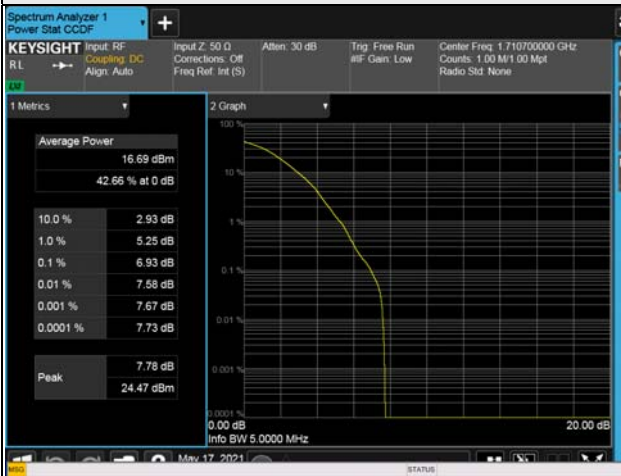 Spectrum Analyzer 1
Power Stat CCDF
+
KEYSIGHT
RL
Input: RF
Coupling: DC
Align: Auto
Input Z: 50 Ω
Corrections: Off
Freq Ref: Int (S)
Atten: 30 dB
Trig: Free Run
#IF Gain: Low
Center Freq: 1.710700000 GHz
Counts: 1.00 M/1.00 Mpt
Radio Std: None
LXI
1 Metrics
Average Power
16.69 dBm
42.66 % at 0 dB
10.0 % 2.93 dB
1.0 % 5.25 dB
0.1 % 6.93 dB
0.01 % 7.58 dB
0.001 % 7.67 dB
0.0001 % 7.73 dB
Peak
7.78 dB
24.47 dBm
2 Graph
100 %
10 %
1 %
0.1 %
0.01 %
0.001 %
0.0001 %
0.00 dB 20.00 dB
Info BW 5.0000 MHz
May 17, 2021
MSG STATUS